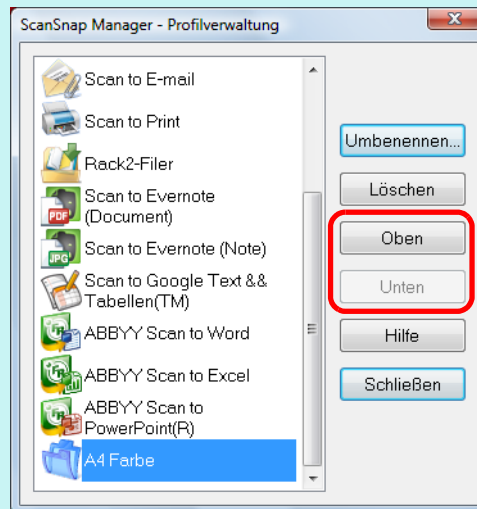 ScanSnap Manager - Profilverwaltung
Scan to E-mail
Scan to Print
Rack2-Filer
Scan to Evernote
(Document)
Scan to Evernote (Note)
Scan to Google Text &&
Tabellen(TM)
ABBYY Scan to Word
ABBYY Scan to Excel
ABBYY Scan to
PowerPoint(R)
A4 Farbe
Umbenennen...
Löschen
Oben
Unten
Hilfe
Schließen
PDF
JPG